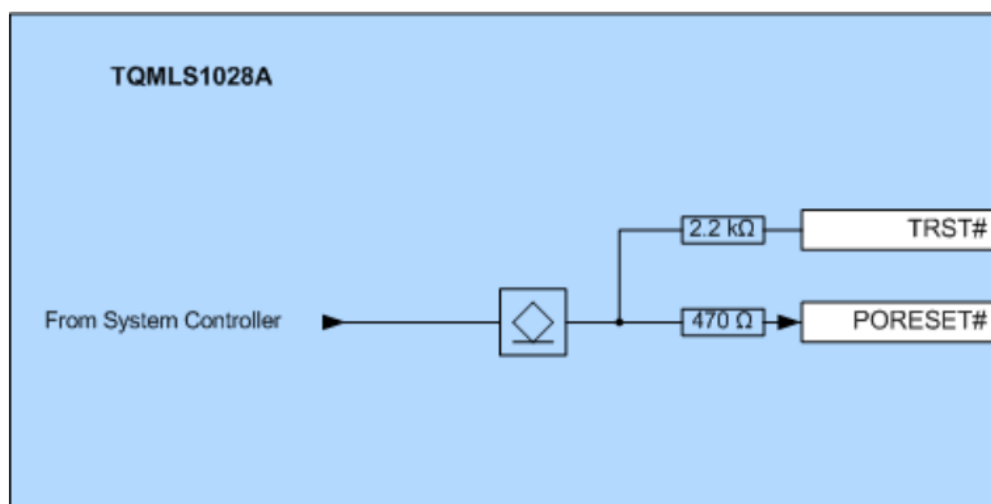 TQMLS1028A
2.2 kΩ
TRST#
From System Controller
470 Ω
PORESET#